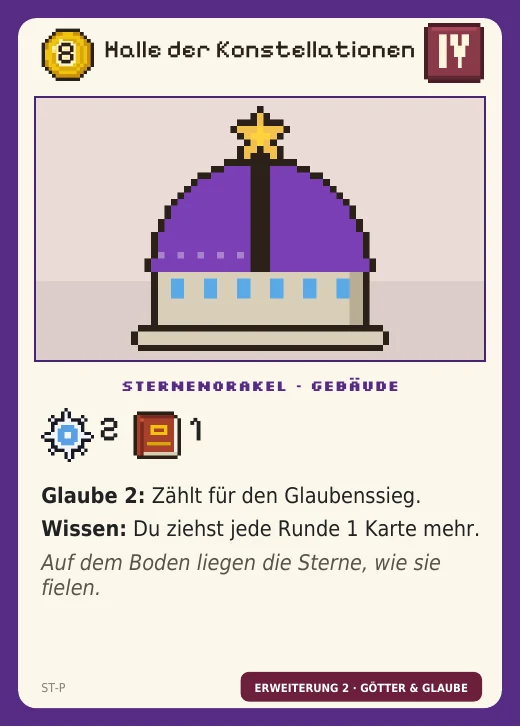 8 Halle der Konstellationen IV
STERNENORAKEL · GEBÄUDE
2 1
Glaube 2: Zählt für den Glaubenssieg.
Wissen: Du ziehst jede Runde 1 Karte mehr.
Auf dem Boden liegen die Sterne, wie sie
fielen.
ST-P ERWEITERUNG 2 · GÖTTER & GLAUBE